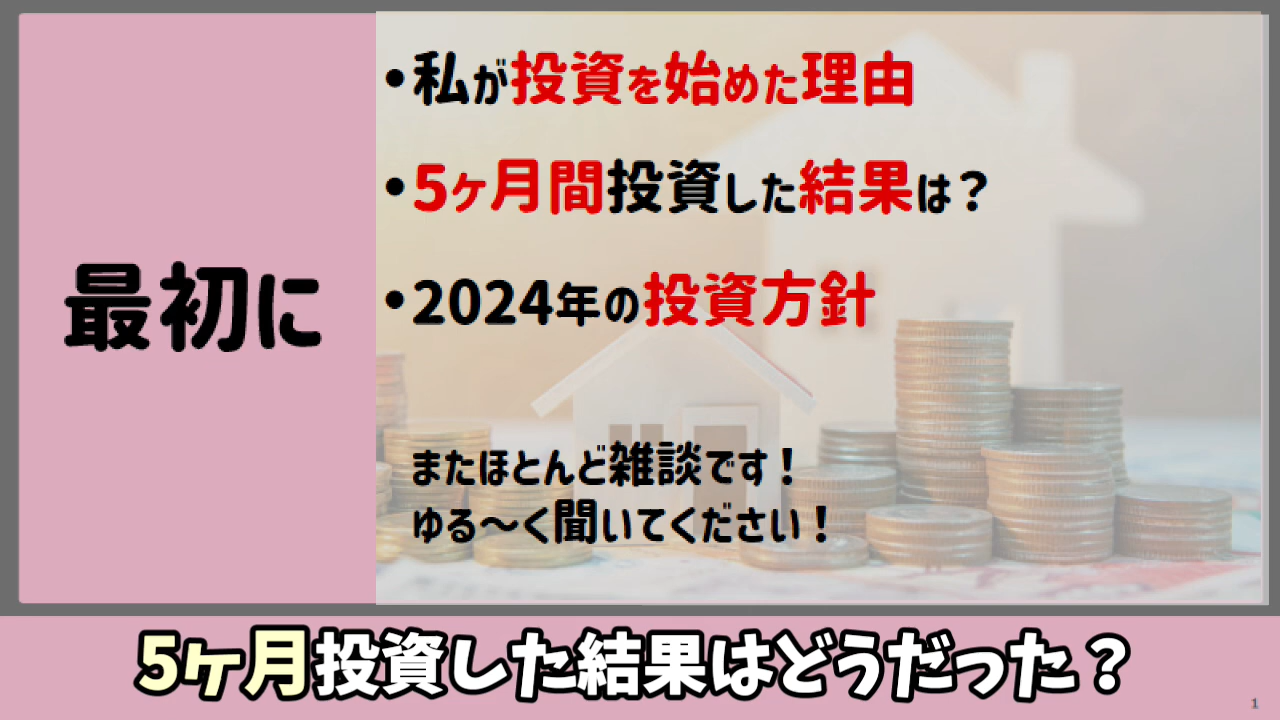 最初に
•私が投資を始めた理由
•5ヶ月間投資した結果は？
•2024年の投資方針
またほとんど雑談です！
ゆる～く聞いてください！
5ヶ月投資した結果はどうだった？
1